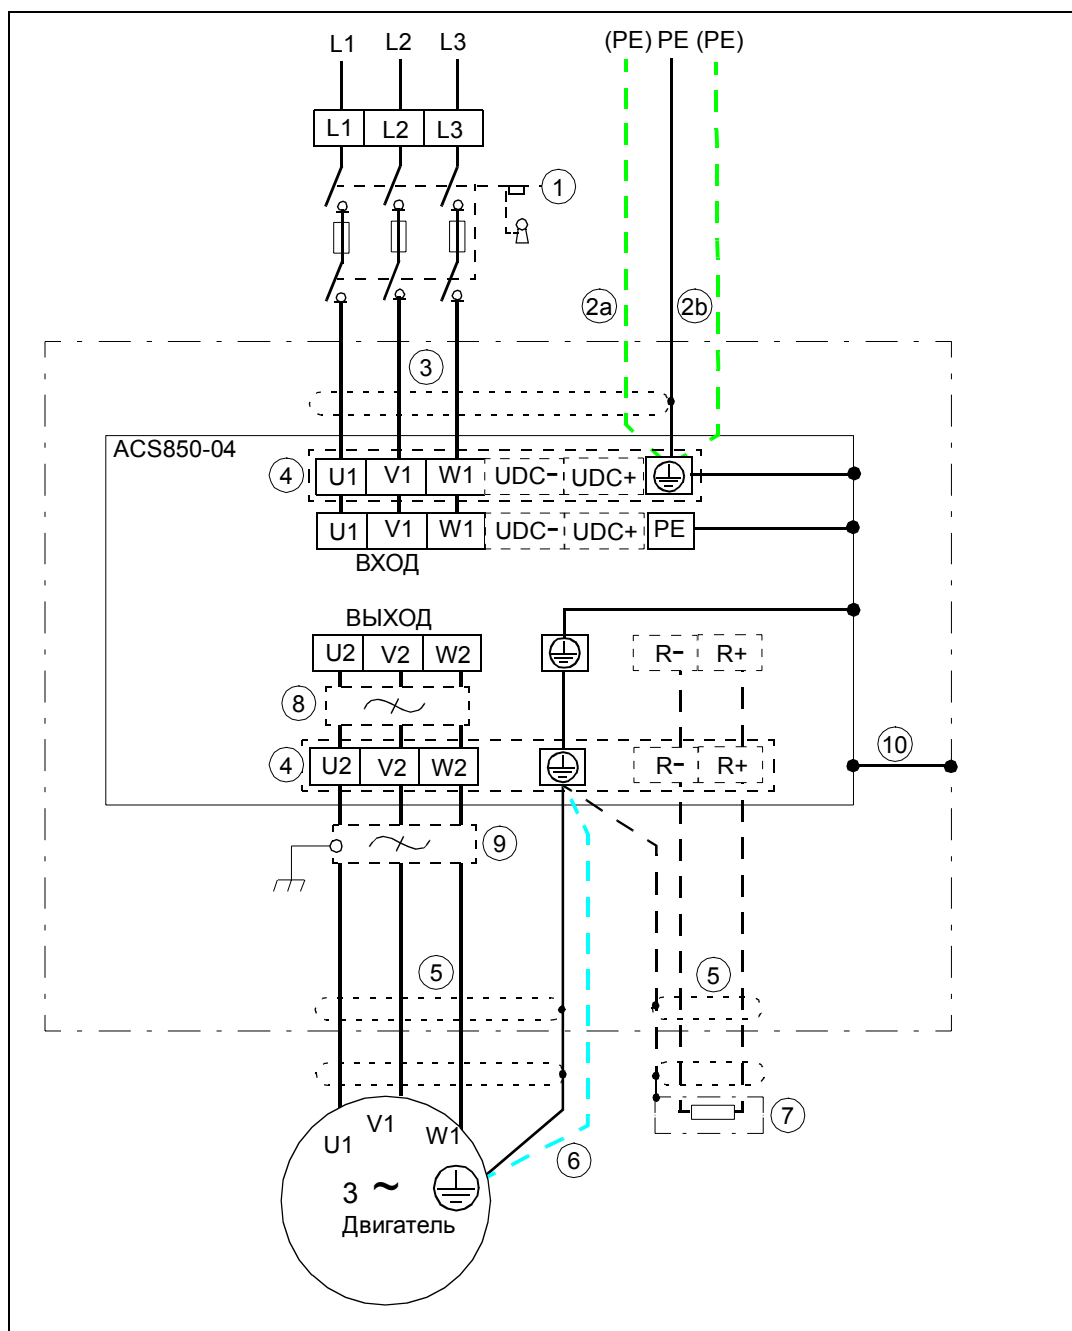 L1 L2 L3 (PE) PE (PE)
L1 L2 L3
1
2a 2b
3
ACS850-04
4 U1 V1 W1 UDC- UDC+
U1 V1 W1 UDC- UDC+ PE
ВХОД
ВЫХОД
U2 V2 W2 R- R+
8
10
4 U2 V2 W2 R- R+
9
5 5
7
V1
U1 W1
6
3 ~
Двигатель